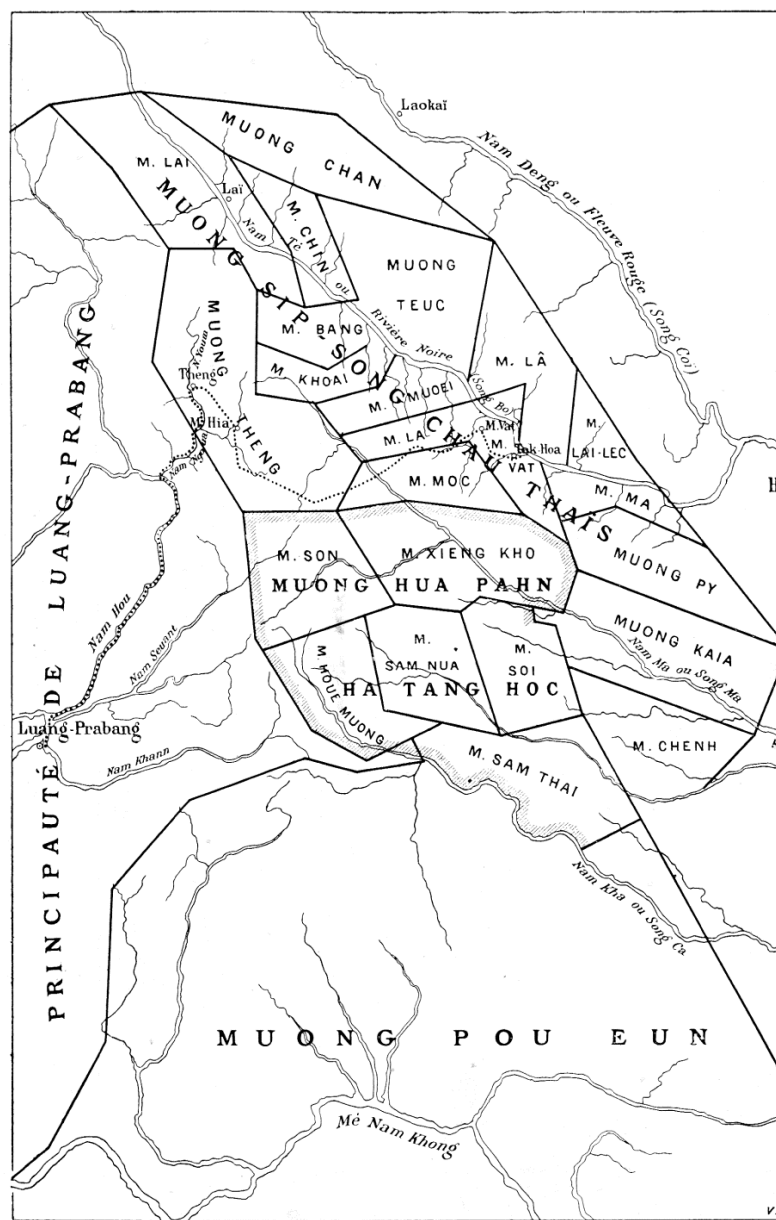 Laokaï
Nam Deng ou Fleuve Rouge (Song Coi)
MUONG CHAN
M. LAI
Laï
M. CHIN
Nam Té ou Rivière Noire (Song Bo)
MUONG SIP-SONG CHAU THAÏS
MUONG
TEUC
MUONG THENG
M. BANG
M. KHOAI
M. LÂ
N. Youm
Theng
M. MUOEI
M. Hia
M. LA
M. Vat
M.
VAT
Tak-Hoa
M.
LAI-LEC
M. MOC
M. MA
Nam
M. SON
M. XIENG KHO
MUONG PY
MUONG HUA PAHN
MUONG KAIA
Nam Ma ou Song Ma
Nam Hou
Nam Seuant
M.
SAM NUA
M.
SOI
M. HOUE MUONG
HA TANG HOC
Luang-Prabang
Nam Khann
M. CHENH
M. SAM THAI
PRINCIPAUTÉ DE LUANG-PRABANG
Nam Kha ou Song Ca
MUONG POU EUN
Mé Nam Khong